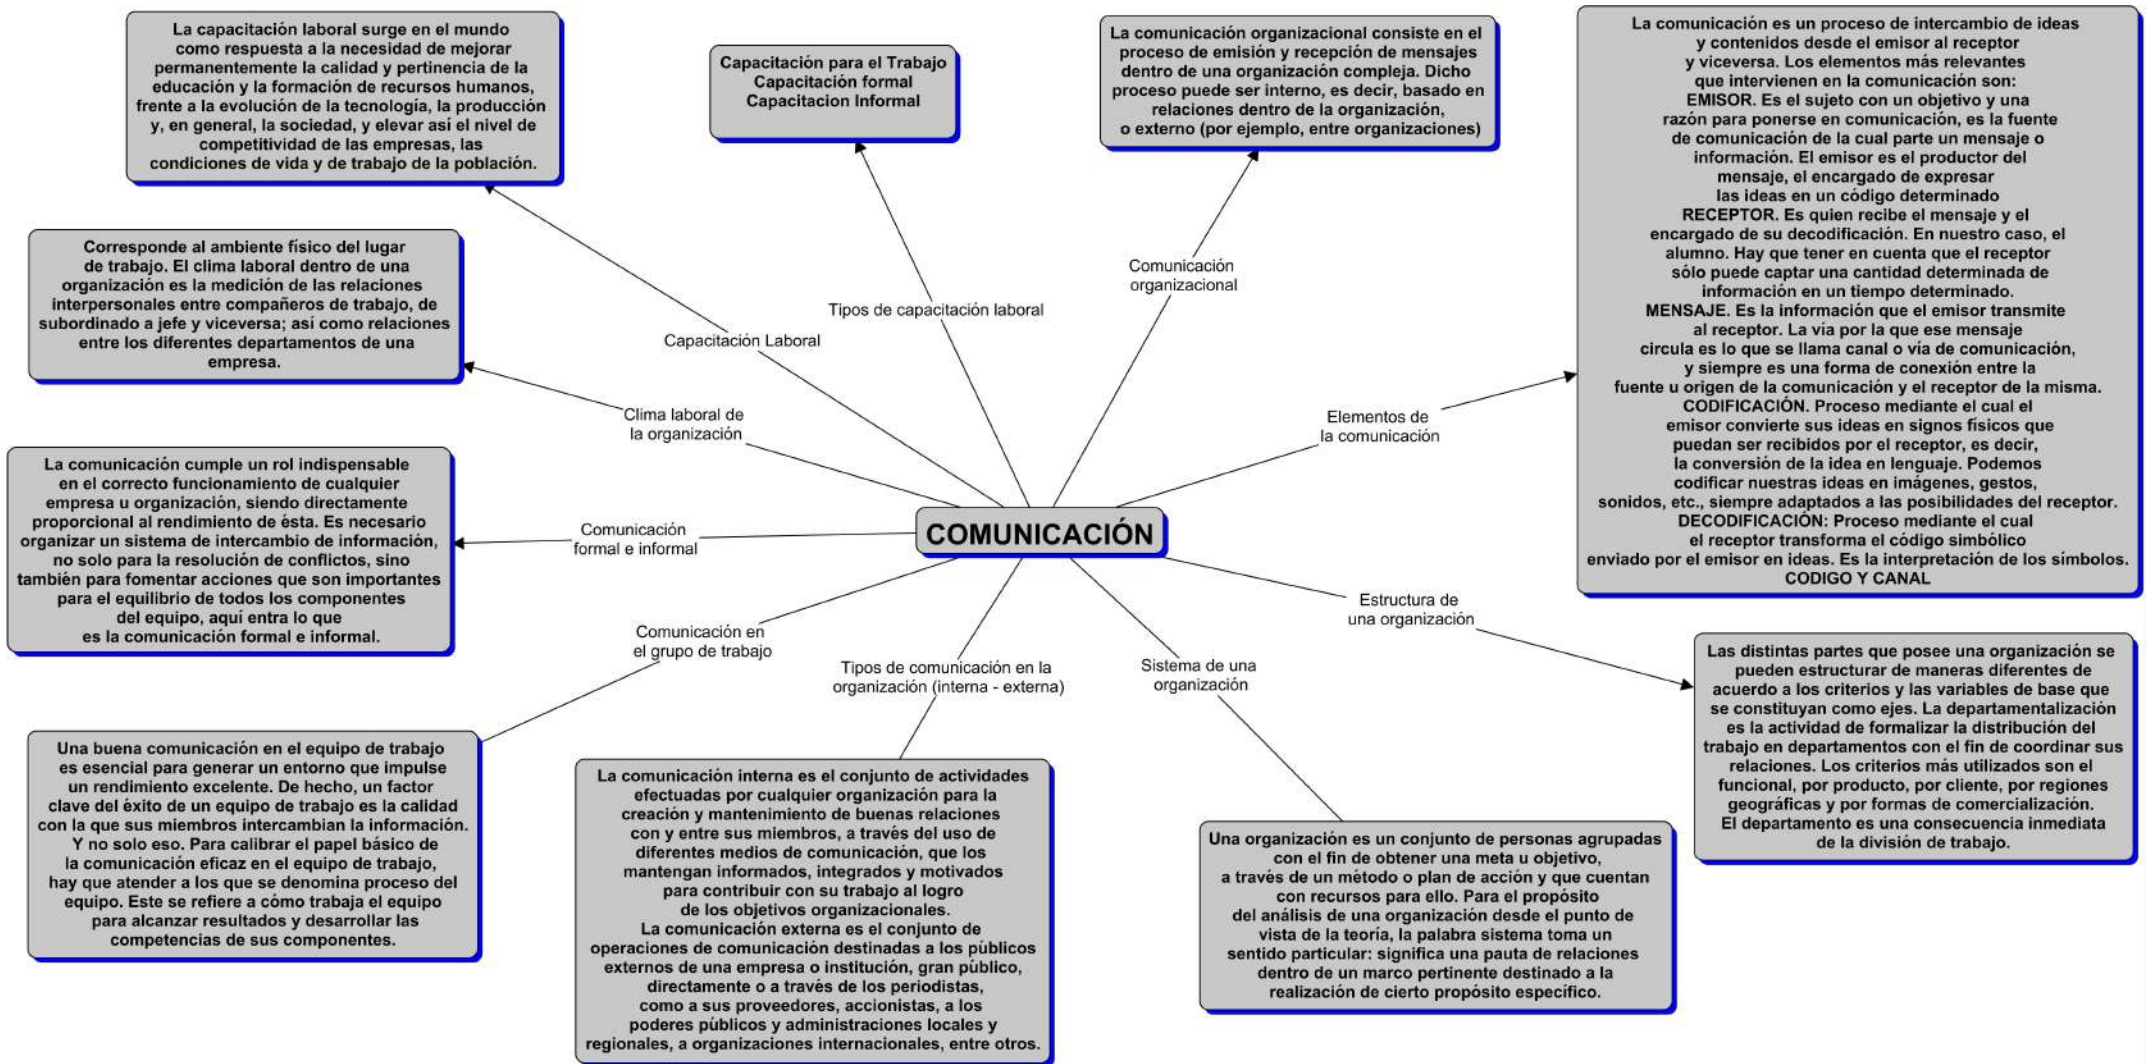 La capacitación laboral surge en el mundo
como respuesta a la necesidad de mejorar
permanentemente la calidad y pertinencia de la
educación y la formación de recursos humanos,
frente a la evolución de la tecnología, la producción
y, en general, la sociedad, y elevar así el nivel de
competitividad de las empresas, las
condiciones de vida y de trabajo de la población.
Capacitación para el Trabajo
Capacitación formal
Capacitacion Informal
La comunicación organizacional consiste en el
proceso de emisión y recepción de mensajes
dentro de una organización compleja. Dicho
proceso puede ser interno, es decir, basado en
relaciones dentro de la organización,
o externo (por ejemplo, entre organizaciones)
La comunicación es un proceso de intercambio de ideas
y contenidos desde el emisor al receptor
y viceversa. Los elementos más relevantes
que intervienen en la comunicación son:
EMISOR. Es el sujeto con un objetivo y una
razón para ponerse en comunicación, es la fuente
de comunicación de la cual parte un mensaje o
información. El emisor es el productor del
mensaje, el encargado de expresar
las ideas en un código determinado
RECEPTOR. Es quien recibe el mensaje y el
encargado de su decodificación. En nuestro caso, el
alumno. Hay que tener en cuenta que el receptor
sólo puede captar una cantidad determinada de
información en un tiempo determinado.
MENSAJE. Es la información que el emisor transmite
al receptor. La vía por la que ese mensaje
circula es lo que se llama canal o vía de comunicación,
y siempre es una forma de conexión entre la
fuente u origen de la comunicación y el receptor de la misma.
CODIFICACIÓN. Proceso mediante el cual el
emisor convierte sus ideas en signos físicos que
puedan ser recibidos por el receptor, es decir,
la conversión de la idea en lenguaje. Podemos
codificar nuestras ideas en imágenes, gestos,
sonidos, etc., siempre adaptados a las posibilidades del receptor.
DECODIFICACIÓN: Proceso mediante el cual
el receptor transforma el código simbólico
enviado por el emisor en ideas. Es la interpretación de los símbolos.
CODIGO Y CANAL
Corresponde al ambiente físico del lugar
de trabajo. El clima laboral dentro de una
organización es la medición de las relaciones
interpersonales entre compañeros de trabajo, de
subordinado a jefe y viceversa; así como relaciones
entre los diferentes departamentos de una
empresa.
Capacitación Laboral
Tipos de capacitación laboral
Comunicación
organizacional
Clima laboral de
la organización
Elementos de
la comunicación
La comunicación cumple un rol indispensable
en el correcto funcionamiento de cualquier
empresa u organización, siendo directamente
proporcional al rendimiento de ésta. Es necesario
organizar un sistema de intercambio de información,
no solo para la resolución de conflictos, sino
también para fomentar acciones que son importantes
para el equilibrio de todos los componentes
del equipo, aquí entra lo que
es la comunicación formal e informal.
Comunicación
formal e informal
COMUNICACIÓN
Comunicación en
el grupo de trabajo
Tipos de comunicación en la
organización (interna - externa)
Sistema de una
organización
Estructura de
una organización
Las distintas partes que posee una organización se
pueden estructurar de maneras diferentes de
acuerdo a los criterios y las variables de base que
se constituyan como ejes. La departamentalización
es la actividad de formalizar la distribución del
trabajo en departamentos con el fin de coordinar sus
relaciones. Los criterios más utilizados son el
funcional, por producto, por cliente, por regiones
geográficas y por formas de comercialización.
El departamento es una consecuencia inmediata
de la división de trabajo.
Una buena comunicación en el equipo de trabajo
es esencial para generar un entorno que impulse
un rendimiento excelente. De hecho, un factor
clave del éxito de un equipo de trabajo es la calidad
con la que sus miembros intercambian la información.
Y no solo eso. Para calibrar el papel básico de
la comunicación eficaz en el equipo de trabajo,
hay que atender a los que se denomina proceso del
equipo. Este se refiere a cómo trabaja el equipo
para alcanzar resultados y desarrollar las
competencias de sus componentes.
La comunicación interna es el conjunto de actividades
efectuadas por cualquier organización para la
creación y mantenimiento de buenas relaciones
con y entre sus miembros, a través del uso de
diferentes medios de comunicación, que los
mantengan informados, integrados y motivados
para contribuir con su trabajo al logro
de los objetivos organizacionales.
La comunicación externa es el conjunto de
operaciones de comunicación destinadas a los públicos
externos de una empresa o institución, gran público,
directamente o a través de los periodistas,
como a sus proveedores, accionistas, a los
poderes públicos y administraciones locales y
regionales, a organizaciones internacionales, entre otros.
Una organización es un conjunto de personas agrupadas
con el fin de obtener una meta u objetivo,
a través de un método o plan de acción y que cuentan
con recursos para ello. Para el propósito
del análisis de una organización desde el punto de
vista de la teoría, la palabra sistema toma un
sentido particular: significa una pauta de relaciones
dentro de un marco pertinente destinado a la
realización de cierto propósito específico.